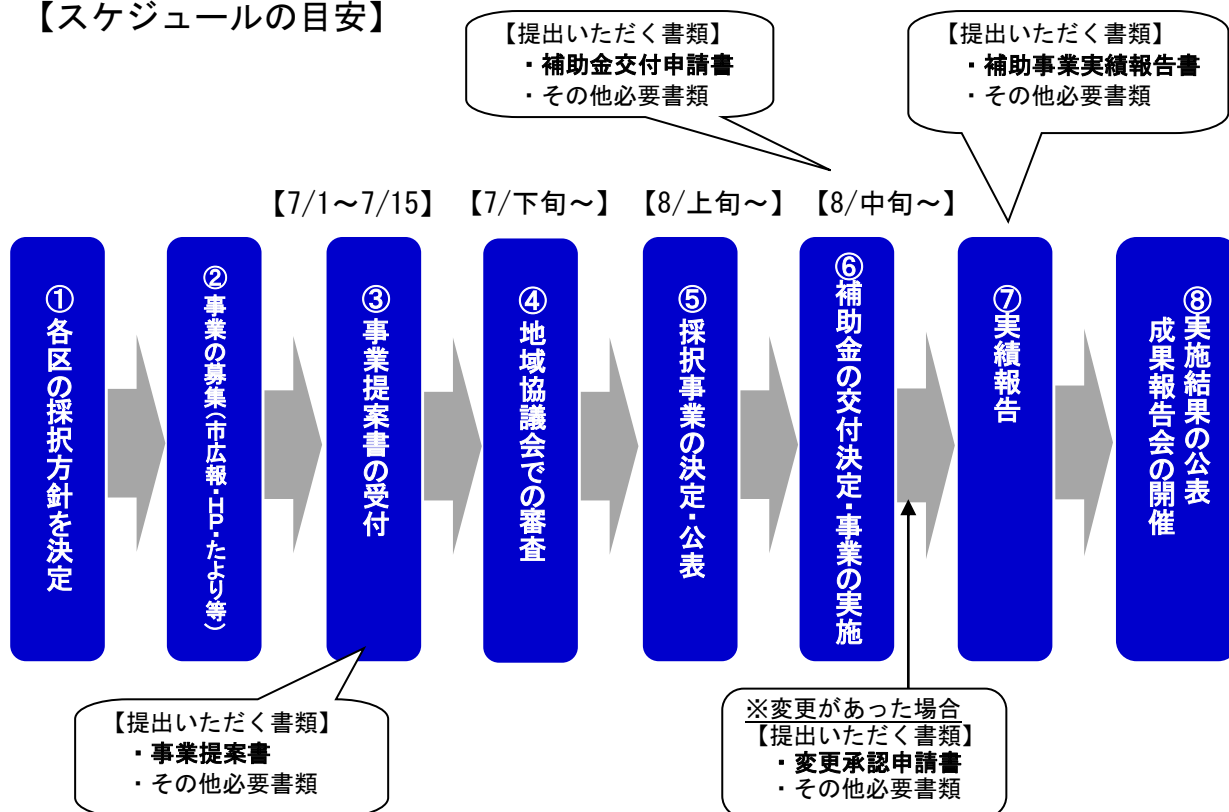 【スケジュールの目安】
【提出いただく書類】
・補助金交付申請書
・その他必要書類
【提出いただく書類】
・補助事業実績報告書
・その他必要書類
【7/1～7/15】
【7/下旬～】
【8/上旬～】
【8/中旬～】
①各区の採択方針を決定
②事業の募集(市広報・HP・たより等)
③事業提案書の受付
④地域協議会での審査
⑤採択事業の決定・公表
⑥補助金の交付決定・事業の実施
⑦実績報告
⑧実施結果の公表
成果報告会の開催
【提出いただく書類】
・事業提案書
・その他必要書類
※変更があった場合
【提出いただく書類】
・変更承認申請書
・その他必要書類